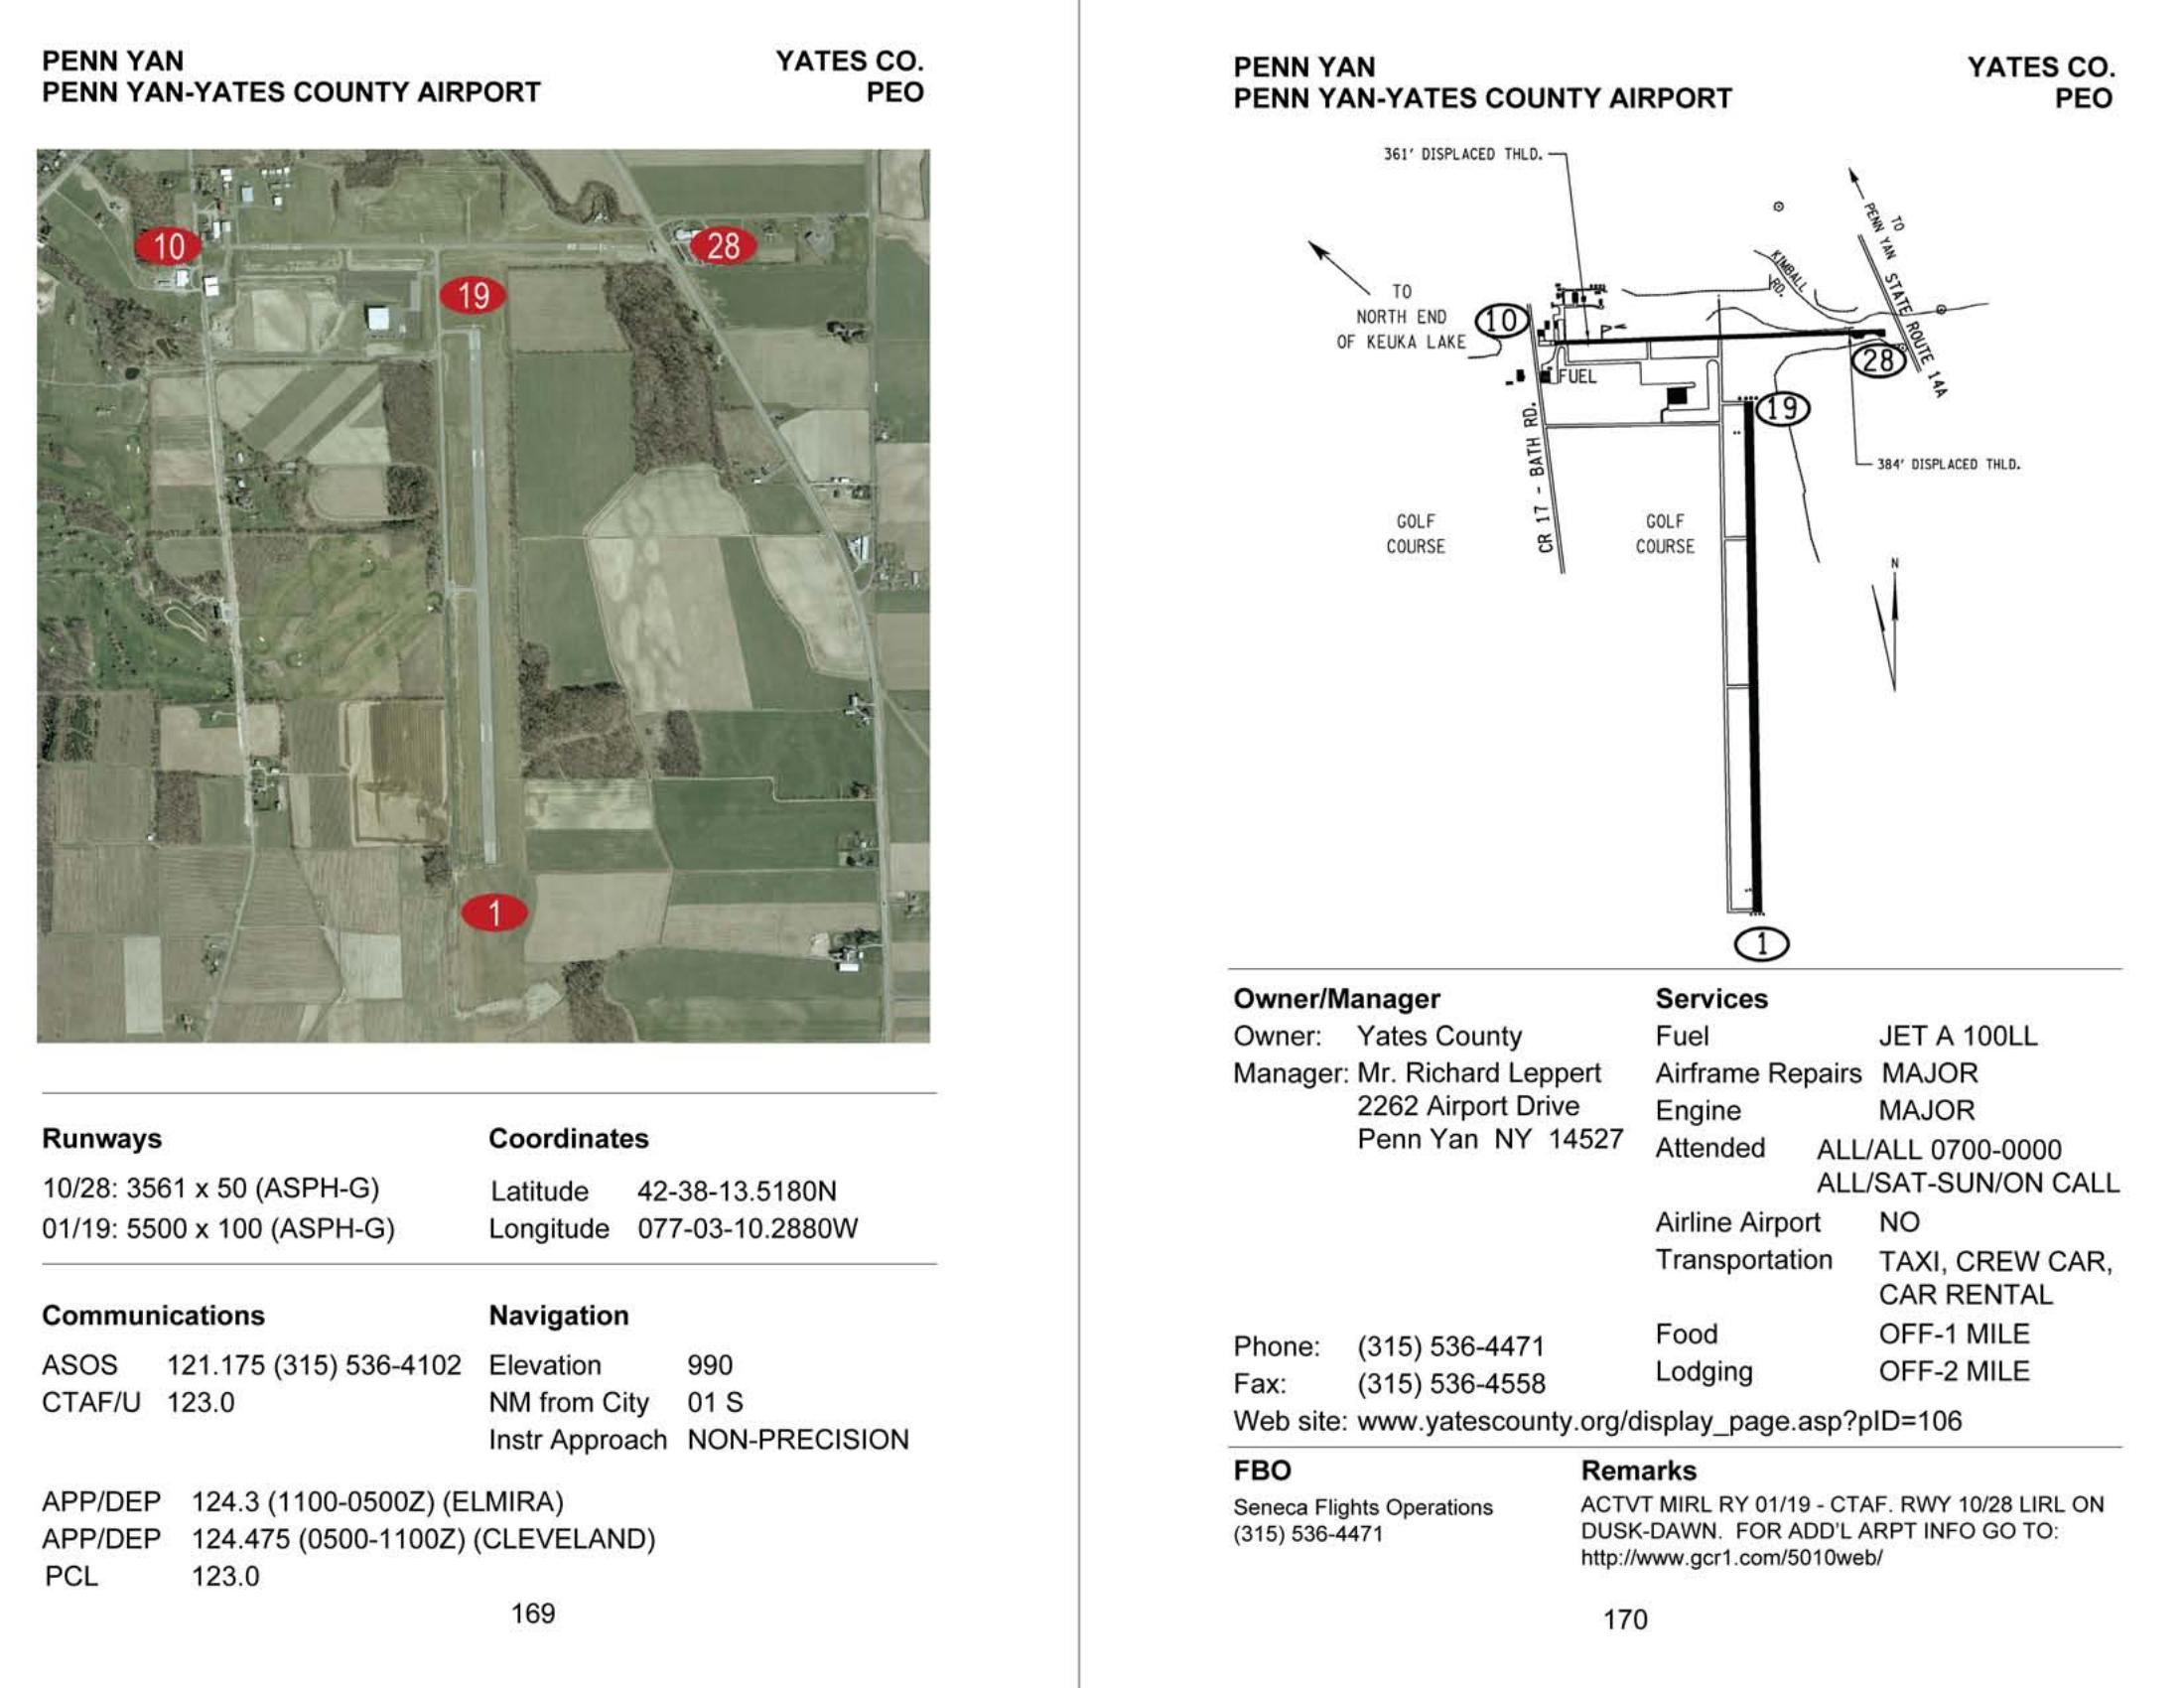 PENN YAN
YATES CO.
PENN YAN-YATES COUNTY AIRPORT
PEO
10
28
19
1
Runways
10/28: 3561 x 50 (ASPH-G)
01/19: 5500 x 100 (ASPH-G)
Coordinates
Latitude 42-38-13.5180N
Longitude 077-03-10.2880W
Communications
ASOS 121.175 (315) 536-4102
CTAF/U 123.0
Navigation
Elevation 990
NM from City 01 S
Instr Approach NON-PRECISION
APP/DEP 124.3 (1100-0500Z) (ELMIRA)
APP/DEP 124.475 (0500-1100Z) (CLEVELAND)
PCL 123.0
169
PENN YAN
YATES CO.
PENN YAN-YATES COUNTY AIRPORT
PEO
361' DISPLACED THLD.
TO
PENN YAN
STATE ROUTE 14A
KIMBALL
RD.
TO
NORTH END
OF KEUKA LAKE
10
28
FUEL
19
CR 17 - BATH RD.
384' DISPLACED THLD.
GOLF
COURSE
GOLF
COURSE
N
1
Owner/Manager
Owner: Yates County
Manager: Mr. Richard Leppert
2262 Airport Drive
Penn Yan NY 14527
Phone: (315) 536-4471
Fax: (315) 536-4558
Web site: www.yatescounty.org/display_page.asp?pID=106
Services
Fuel JET A 100LL
Airframe Repairs MAJOR
Engine MAJOR
Attended ALL/ALL 0700-0000
ALL/SAT-SUN/ON CALL
Airline Airport NO
Transportation TAXI, CREW CAR,
CAR RENTAL
Food OFF-1 MILE
Lodging OFF-2 MILE
FBO
Seneca Flights Operations
(315) 536-4471
Remarks
ACTVT MIRL RY 01/19 - CTAF. RWY 10/28 LIRL ON
DUSK-DAWN. FOR ADD'L ARPT INFO GO TO:
http://www.gcr1.com/5010web/
170